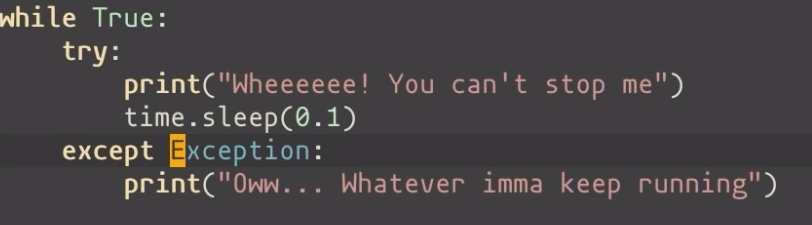 while True:
    try:
        print("Wheeeeee! You can't stop me")
        time.sleep(0.1)
    except Exception:
        print("Oww... Whatever imma keep running")